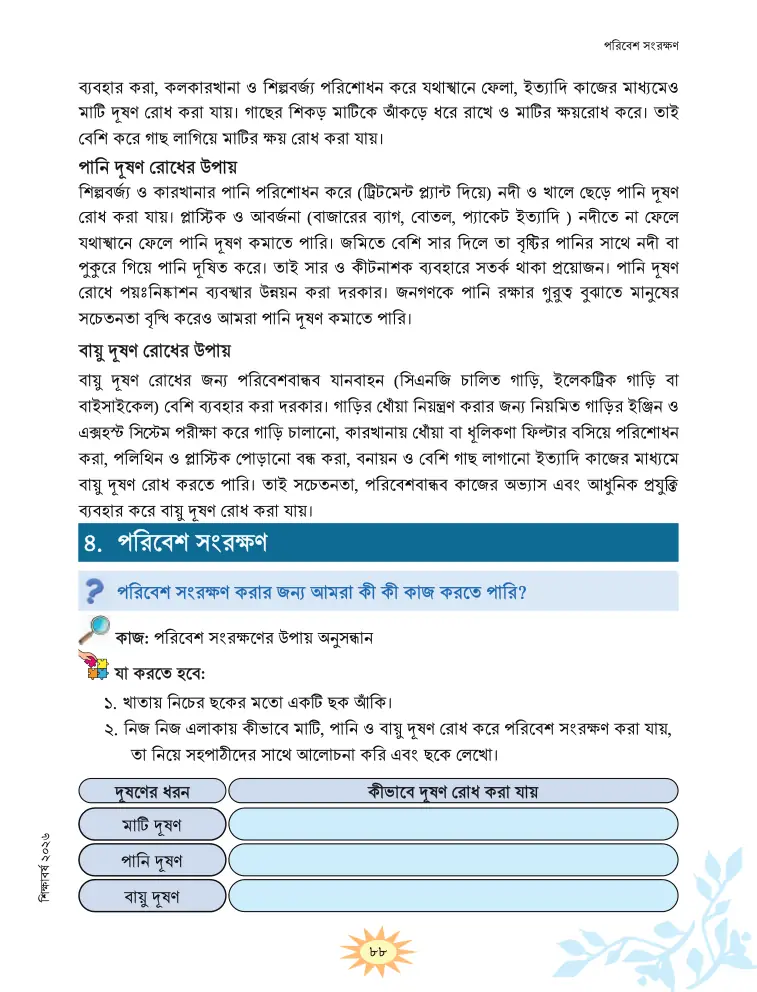 পরিবেশ সংরক্ষণ
ব্যবহার করা, কলকারখানা ও শিল্পবর্জ্য পরিশোধন করে যথাস্থানে ফেলা, ইত্যাদি কাজের মাধ্যমেও
মাটি দূষণ রোধ করা যায়। গাছের শিকড় মাটিকে আঁকড়ে ধরে রাখে ও মাটির ক্ষয়রোধ করে। তাই
বেশি করে গাছ লাগিয়ে মাটির ক্ষয় রোধ করা যায়।
পানি দূষণ রোধের উপায়
শিল্পবর্জ্য ও কারখানার পানি পরিশোধন করে (ট্রিটমেন্ট প্ল্যান্ট দিয়ে) নদী ও খালে ছেড়ে পানি দূষণ
রোধ করা যায়। প্লাস্টিক ও আবর্জনা (বাজারের ব্যাগ, বোতল, প্যাকেট ইত্যাদি ) নদীতে না ফেলে
যথাস্থানে ফেলে পানি দূষণ কমাতে পারি। জমিতে বেশি সার দিলে তা বৃষ্টির পানির সাথে নদী বা
পুকুরে গিয়ে পানি দূষিত করে। তাই সার ও কীটনাশক ব্যবহারে সতর্ক থাকা প্রয়োজন। পানি দূষণ
রোধে পয়ঃনিষ্কাশন ব্যবস্থার উন্নয়ন করা দরকার। জনগণকে পানি রক্ষার গুরুত্ব বুঝাতে মানুষের
সচেতনতা বৃদ্ধি করেও আমরা পানি দূষণ কমাতে পারি।
বায়ু দূষণ রোধের উপায়
বায়ু দূষণ রোধের জন্য পরিবেশবান্ধব যানবাহন (সিএনজি চালিত গাড়ি, ইলেকট্রিক গাড়ি বা
বাইসাইকেল) বেশি ব্যবহার করা দরকার। গাড়ির ধোঁয়া নিয়ন্ত্রণ করার জন্য নিয়মিত গাড়ির ইঞ্জিন ও
এক্সহস্ট সিস্টেম পরীক্ষা করে গাড়ি চালানো, কারখানায় ধোঁয়া বা ধূলিকণা ফিল্টার বসিয়ে পরিশোধন
করা, পলিথিন ও প্লাস্টিক পোড়ানো বন্ধ করা, বনায়ন ও বেশি গাছ লাগানো ইত্যাদি কাজের মাধ্যমে
বায়ু দূষণ রোধ করতে পারি। তাই সচেতনতা, পরিবেশবান্ধব কাজের অভ্যাস এবং আধুনিক প্রযুক্তি
ব্যবহার করে বায়ু দূষণ রোধ করা যায়।
৪. পরিবেশ সংরক্ষণ
? পরিবেশ সংরক্ষণ করার জন্য আমরা কী কী কাজ করতে পারি?
কাজ: পরিবেশ সংরক্ষণের উপায় অনুসন্ধান
যা করতে হবে:
১. খাতায় নিচের ছকের মতো একটি ছক আঁকি।
২. নিজ নিজ এলাকায় কীভাবে মাটি, পানি ও বায়ু দূষণ রোধ করে পরিবেশ সংরক্ষণ করা যায়,
তা নিয়ে সহপাঠীদের সাথে আলোচনা করি এবং ছকে লেখো।
দূষণের ধরন কীভাবে দূষণ রোধ করা যায়
মাটি দূষণ
পানি দূষণ
বায়ু দূষণ
শিক্ষাবর্ষ ২০২৬
৮৮